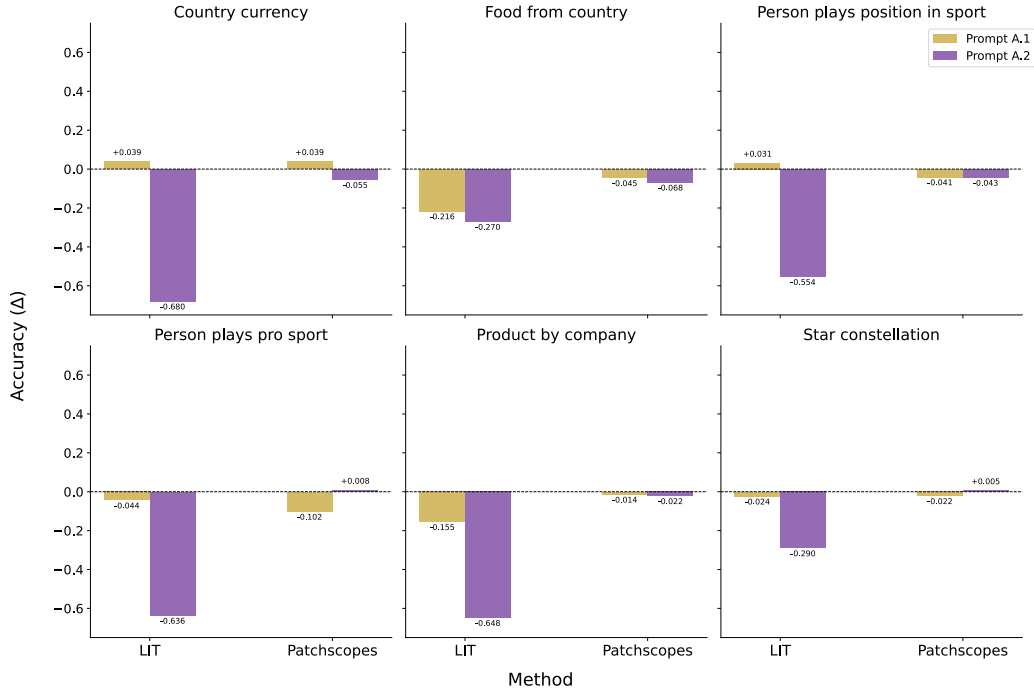 Country currency
Food from country
Person plays position in sport
Prompt A.1
Prompt A.2
0.6
0.4
0.2
0.0
−0.2
−0.4
−0.6
+0.039
-0.680
+0.039
-0.055
-0.216
-0.270
-0.045
-0.068
+0.031
-0.554
-0.041
-0.043
Accuracy (Δ)
Person plays pro sport
Product by company
Star constellation
0.6
0.4
0.2
0.0
−0.2
−0.4
−0.6
-0.044
-0.636
-0.102
+0.008
-0.155
-0.648
-0.014
-0.022
-0.024
-0.290
-0.022
+0.005
LIT
Patchscopes
LIT
Patchscopes
LIT
Patchscopes
Method